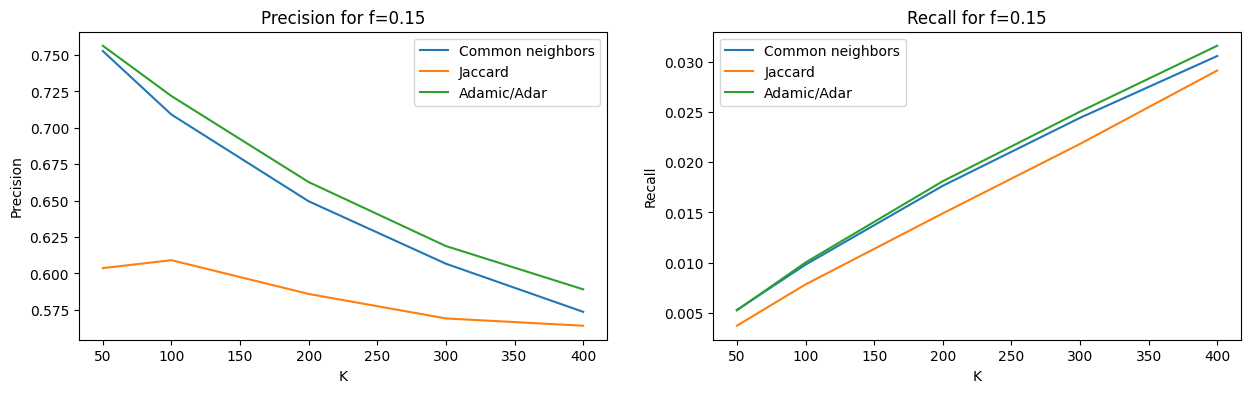 Precision for f=0.15
Precision
0.750
0.725
0.700
0.675
0.650
0.625
0.600
0.575
Common neighbors
Jaccard
Adamic/Adar
50 100 150 200 250 300 350 400
K
Recall for f=0.15
Recall
0.030
0.025
0.020
0.015
0.010
0.005
Common neighbors
Jaccard
Adamic/Adar
50 100 150 200 250 300 350 400
K